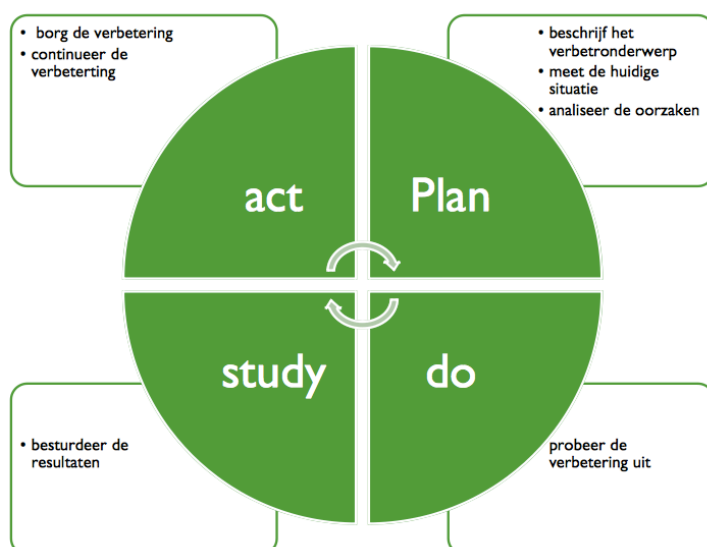 • borg de verbetering
• continueer de
verbeterting
• beschrijf het
verbetronderwerp
• meet de huidige
situatie
• analiseer de oorzaken
act
Plan
study
do
• besturdeer de
resultaten
probeer de
verbetering uit